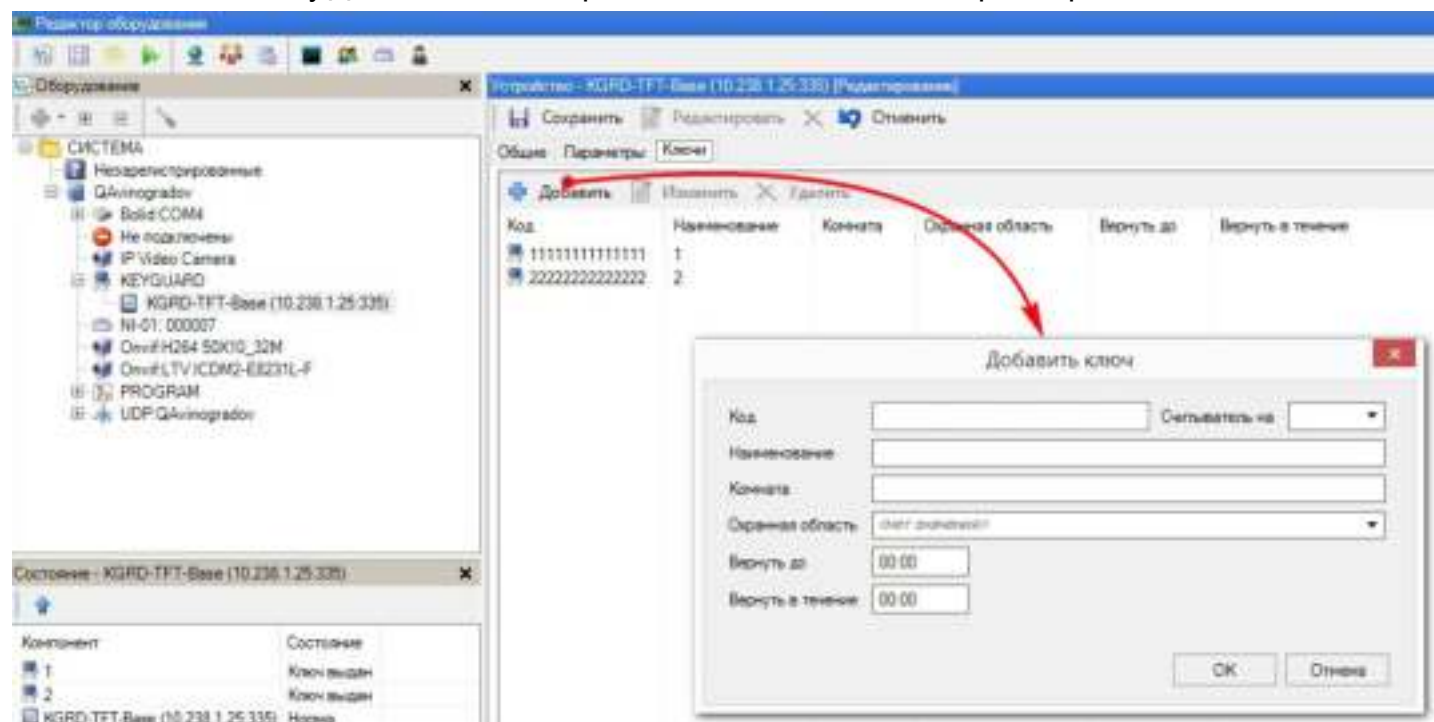 Редактор оборудования
Оборудование
СИСТЕМА
Незарегистрированные
QAvinogradov
Bolid:COM4
Не подключены
IP Video Camera
KEYGUARD
KGRD-TFT-Base (10.238.1.25:335)
NI-01: 000007
Onvif:H264 50X10_32M
Onvif:LTV ICDM2-E8231L-F
PROGRAM
UDP:QAvinogradov
Состояние - KGRD-TFT-Base (10.238.1.25:335)
Компонент Состояние
1 Ключ выдан
2 Ключ выдан
KGRD-TFT-Base (10.238.1.25:335) Норма
Устройство - KGRD-TFT-Base (10.238.1.25:335) [Редактирование]
Сохранить Редактировать Отменить
Общие Параметры Ключи
Добавить Изменить Удалить
Код Наименование Комната Охранная область Вернуть до Вернуть в течение
11111111111111 1
22222222222222 2
Добавить ключ
Код Считыватель на
Наименование
Комната
Охранная область <нет значения>
Вернуть до 00:00
Вернуть в течение 00:00
OK Отмена